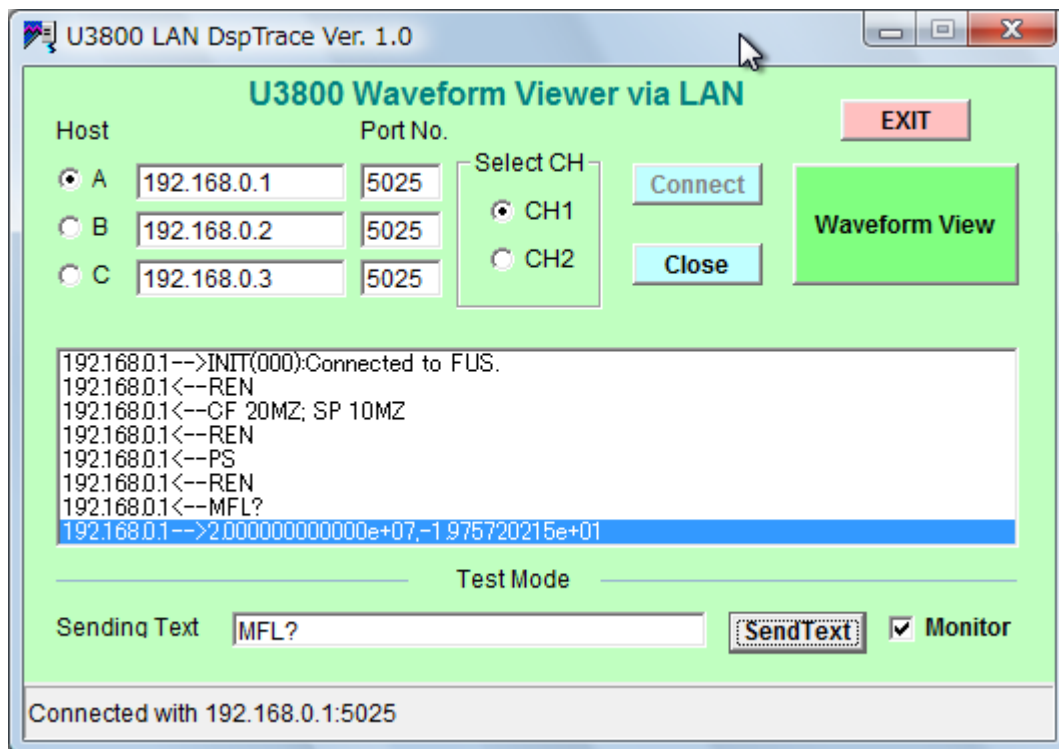 U3800 LAN DspTrace Ver. 1.0
U3800 Waveform Viewer via LAN
EXIT
Host
Port No.
Select CH
A 192.168.0.1 5025
B 192.168.0.2 5025
C 192.168.0.3 5025
CH1
CH2
Connect
Close
Waveform View
192.168.0.1-->INIT(000):Connected to FUS.
192.168.0.1<--REN
192.168.0.1<--CF 20MZ; SP 10MZ
192.168.0.1<--REN
192.168.0.1<--PS
192.168.0.1<--REN
192.168.0.1<--MFL?
192.168.0.1-->2.000000000000e+07,-1.975720215e+01
Test Mode
Sending Text MFL? SendText Monitor
Connected with 192.168.0.1:5025